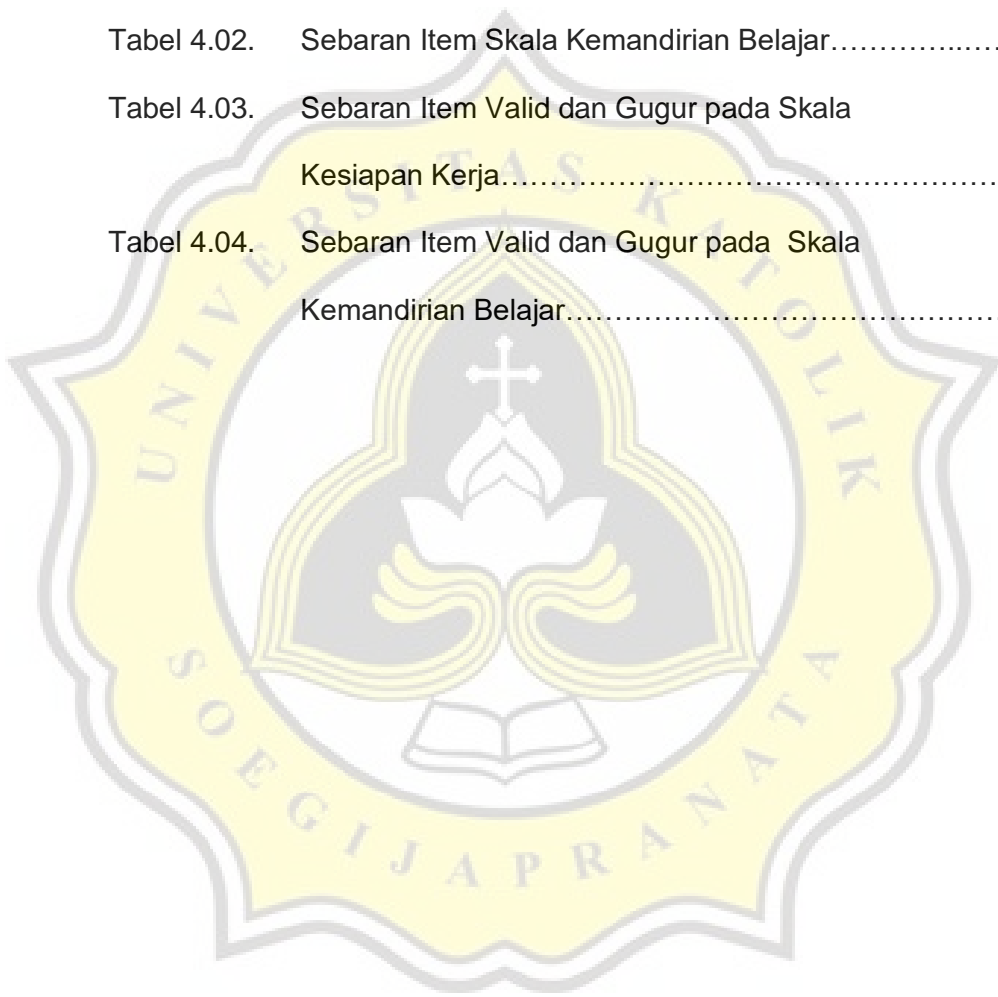 Tabel 4.02. Sebaran Item Skala Kemandirian Belajar…………..…..
Tabel 4.03. Sebaran Item Valid dan Gugur pada Skala
Kesiapan Kerja……………………………………………………
Tabel 4.04. Sebaran Item Valid dan Gugur pada  Skala
Kemandirian Belajar…………………………………….………
UNIVERSITAS KATOLIK
SOEGIJAPRANATA